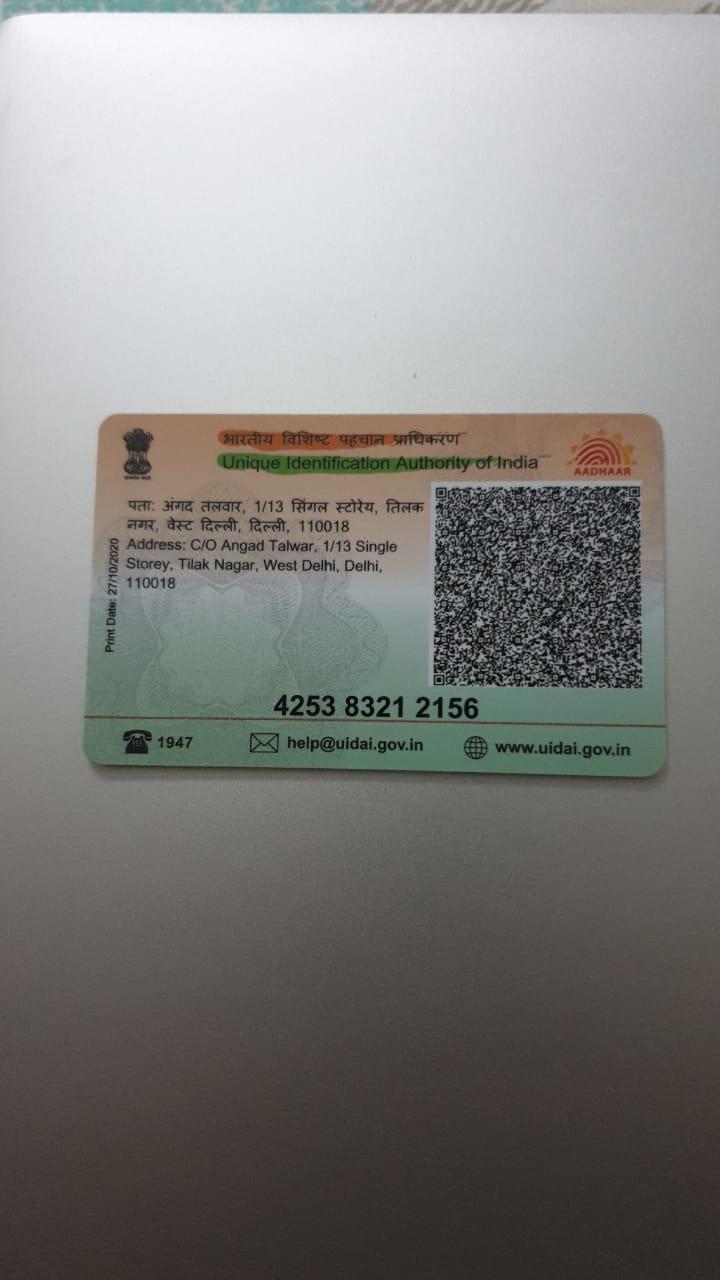 भारतीय विशिष्ट पहचान प्राधिकरण
Unique Identification Authority of India
AADHAAR
पता: अंगद तलवार, 1/13 सिंगल स्टोरेय, तिलक
नगर, वेस्ट दिल्ली, दिल्ली, 110018
Address: C/O Angad Talwar, 1/13 Single
Storey, Tilak Nagar, West Delhi, Delhi,
110018
Print Date: 27/10/2020
4253 8321 2156
1947
help@uidai.gov.in
www.uidai.gov.in